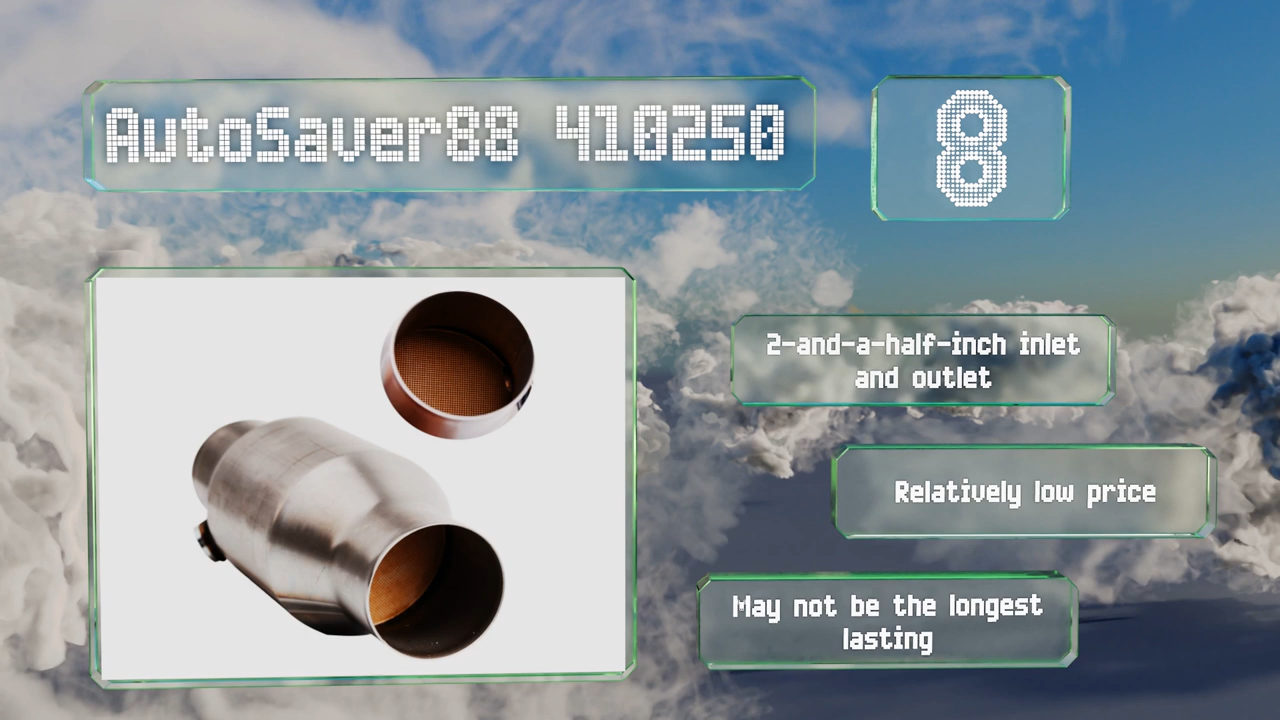 AutoSaver88 410250
8
2-and-a-half-inch inlet
and outlet
Relatively low price
May not be the longest
lasting